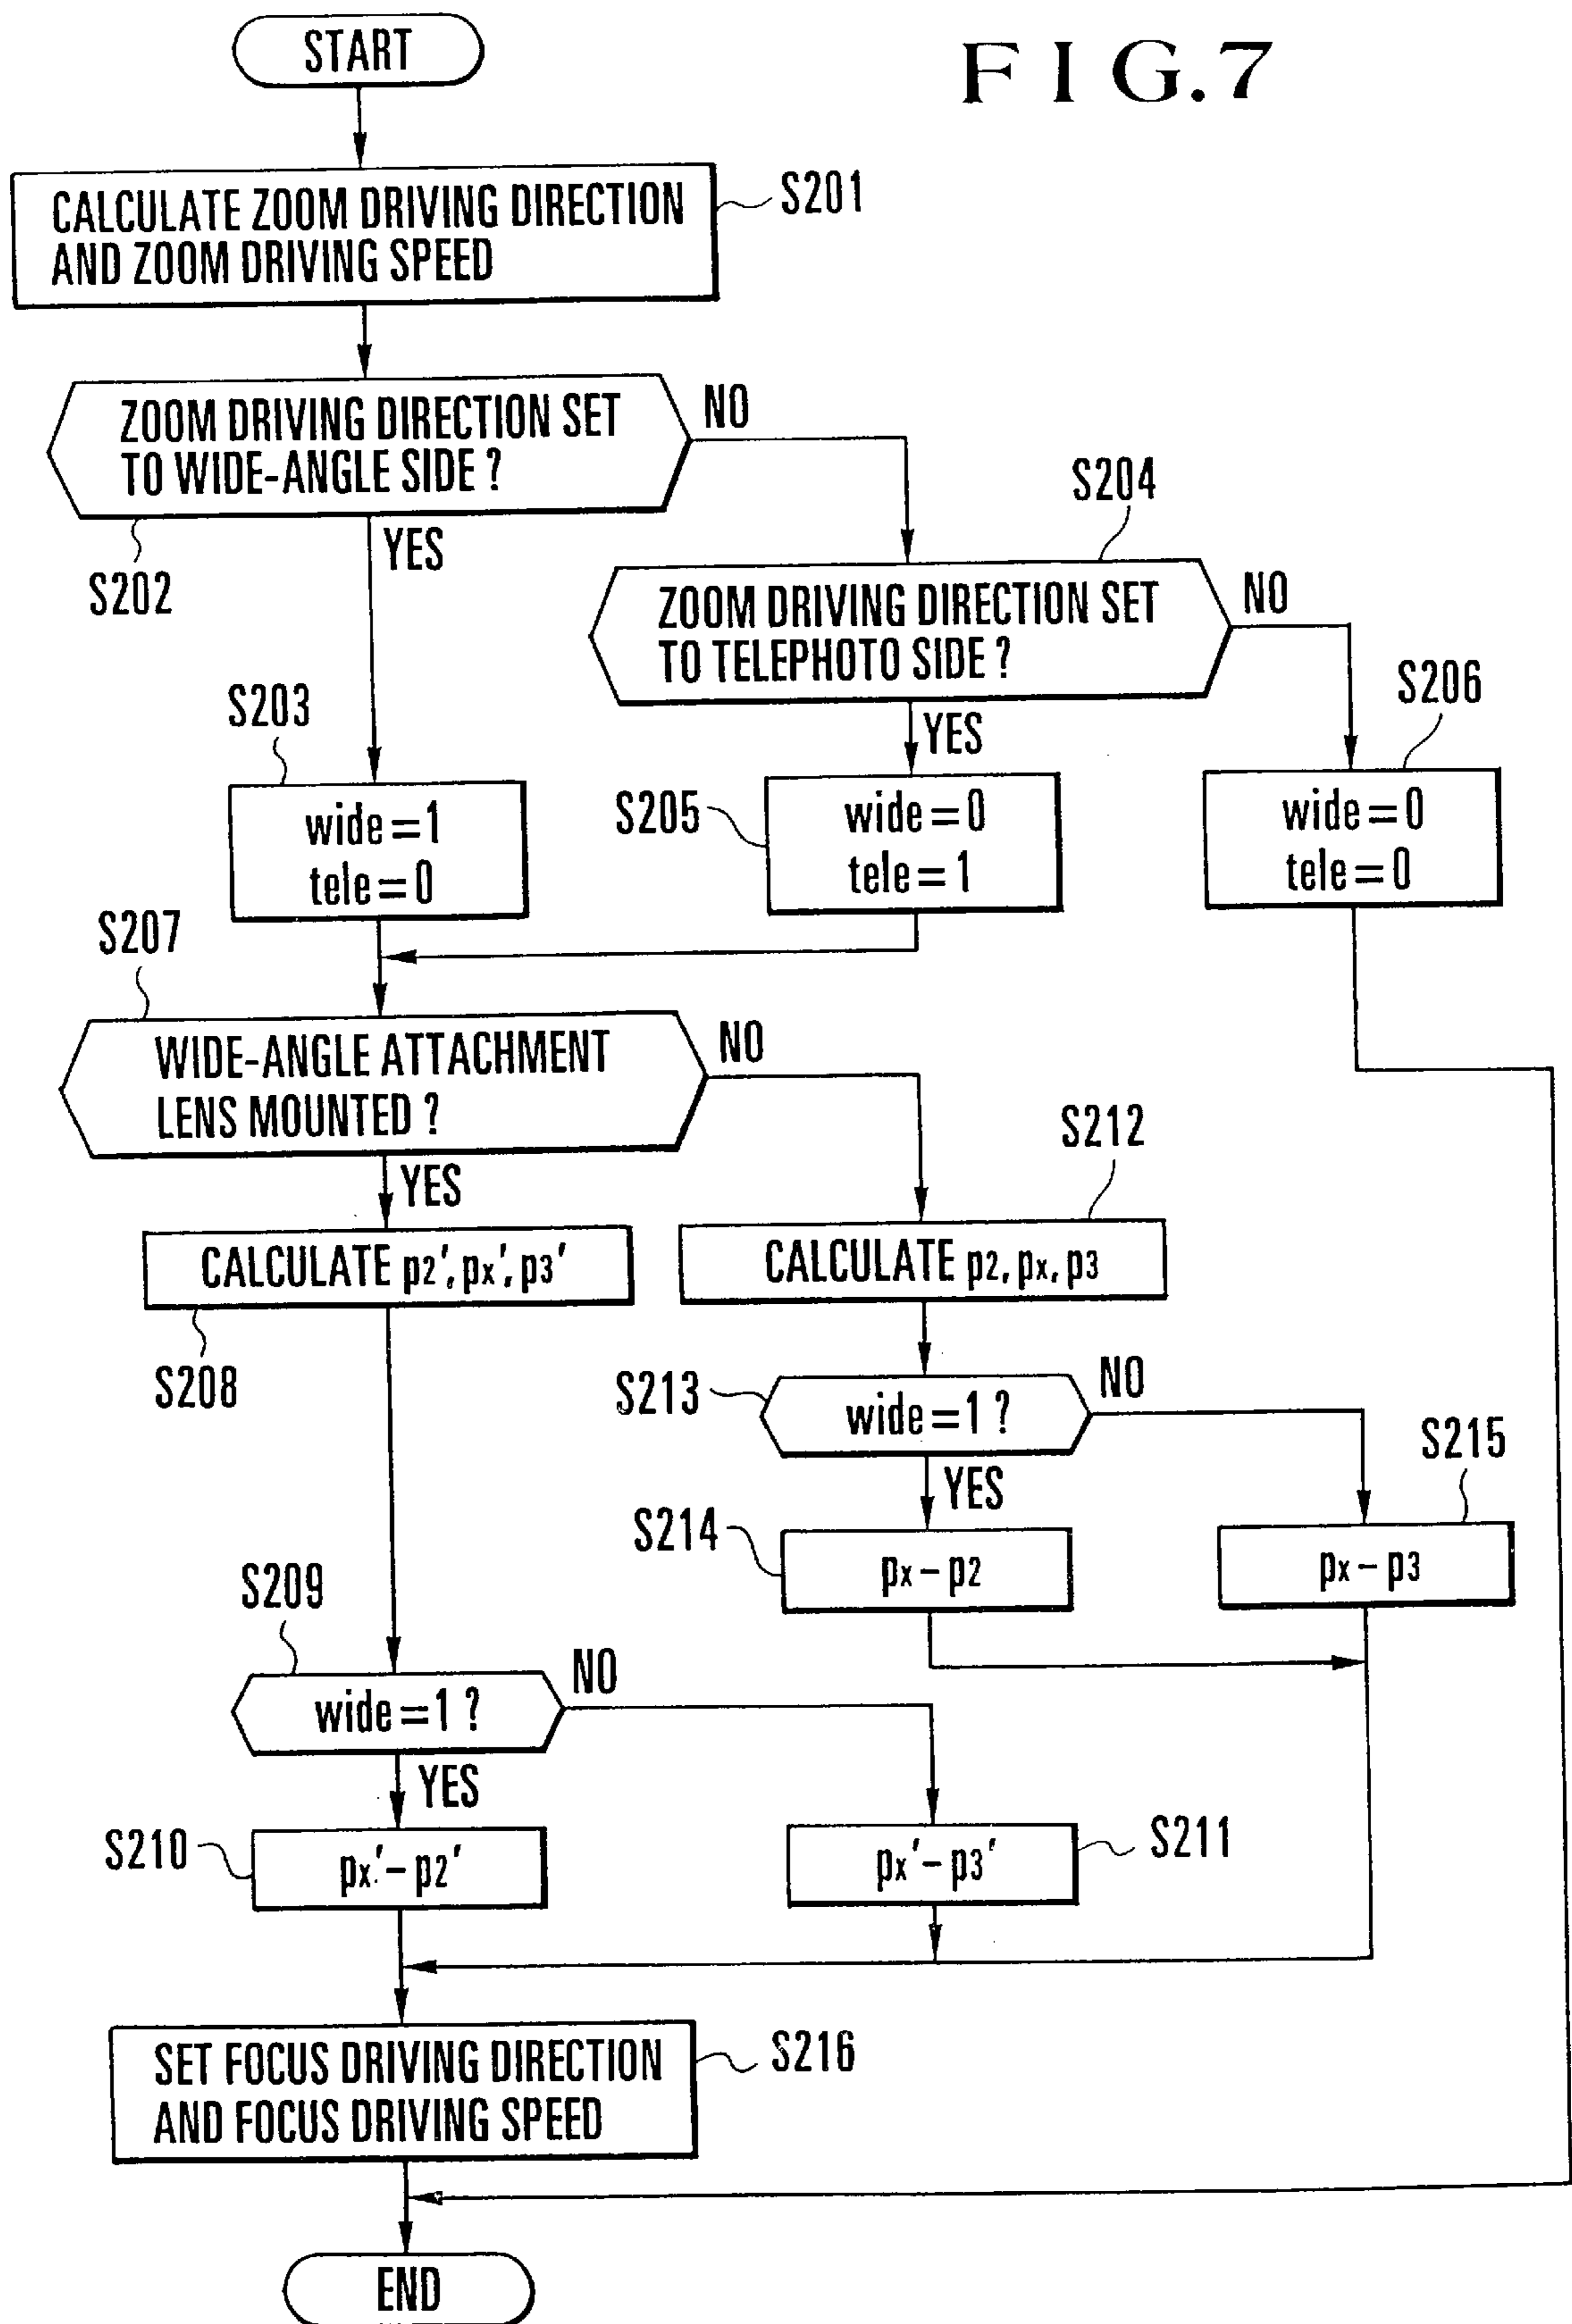 START
FIG.7
CALCULATE ZOOM DRIVING DIRECTION
AND ZOOM DRIVING SPEED
S201
ZOOM DRIVING DIRECTION SET
TO WIDE-ANGLE SIDE ?
NO
S202
YES
S204
ZOOM DRIVING DIRECTION SET
TO TELEPHOTO SIDE ?
NO
S203
YES
S206
wide=1
tele=0
S205
wide=0
tele=1
wide=0
tele=0
S207
WIDE-ANGLE ATTACHMENT
LENS MOUNTED ?
NO
YES
S212
CALCULATE p2', px', p3'
CALCULATE p2, px, p3
S208
S213
wide=1 ?
NO
YES
S215
S214
px-p2
px-p3
S209
wide=1 ?
NO
YES
S210
px'-p2'
px'-p3'
S211
SET FOCUS DRIVING DIRECTION
AND FOCUS DRIVING SPEED
S216
END